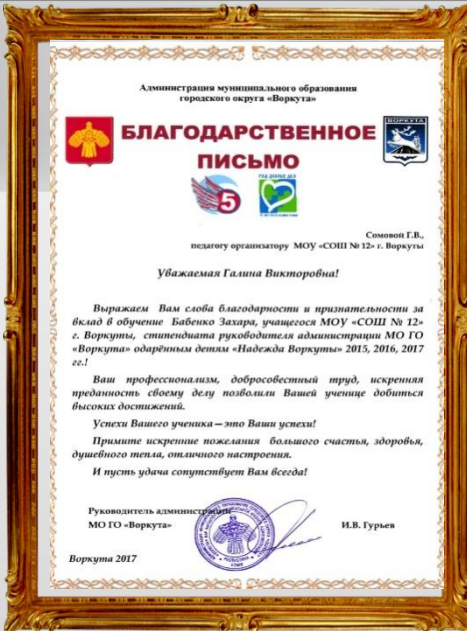 Администрация муниципального образования
городского округа «Воркута»
БЛАГОДАРСТВЕННОЕ
ПИСЬМО
ВОРКУТА
5
ГОД ДОБРЫХ ДЕЛ
Сомовой Г.В.,
педагогу организатору МОУ «СОШ № 12» г. Воркуты
Уважаемая Галина Викторовна!
Выражаем Вам слова благодарности и признательности за
вклад в обучение Бабенко Захара, учащегося МОУ «СОШ № 12»
г. Воркуты, стипендиата руководителя администрации МО ГО
«Воркута» одарённым детям «Надежда Воркуты» 2015, 2016, 2017
гг.!
Ваш профессионализм, добросовестный труд, искренняя
преданность своему делу позволили Вашей ученице добиться
высоких достижений.
Успехи Вашего ученика – это Ваши успехи!
Примите искренние пожелания большого счастья, здоровья,
душевного тепла, отличного настроения.
И пусть удача сопутствует Вам всегда!
Руководитель администрации
МО ГО «Воркута» И.В. Гурьев
Воркута 2017